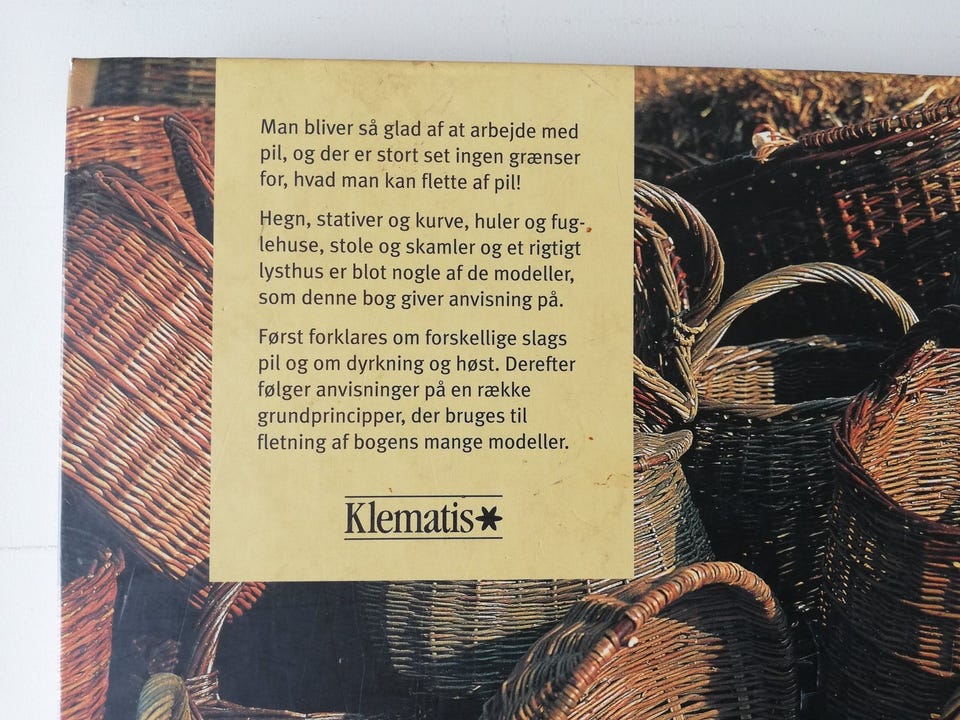 Man bliver så glad af at arbejde med
pil, og der er stort set ingen grænser
for, hvad man kan flette af pil!
Hegn, stativer og kurve, huler og fug-
lehuse, stole og skamler og et rigtigt
lysthus er blot nogle af de modeller,
som denne bog giver anvisning på.
Først forklares om forskellige slags
pil og om dyrkning og høst. Derefter
følger anvisninger på en række
grundprincipper, der bruges til
fletning af bogens mange modeller.
Klematis